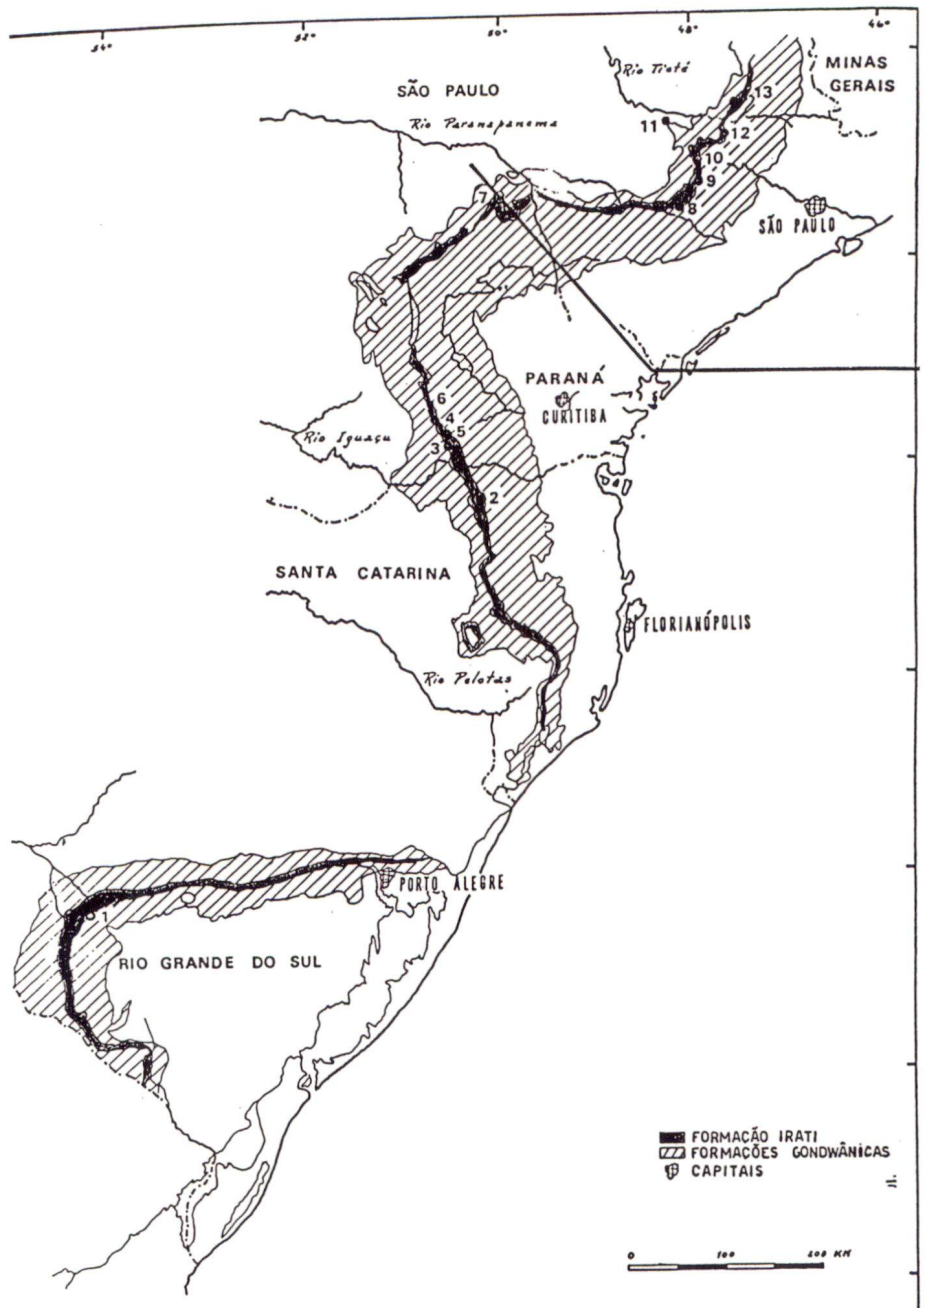 54°
52°
50°
48°
46°
MINAS
GERAIS
Rio Tietê
SÃO PAULO
Rio Paranapanema
13
11
12
10
9
8
7
SÃO PAULO
PARANÁ
CURITIBA
6
4
5
3
Rio Iguaçu
2
SANTA CATARINA
FLORIANÓPOLIS
Rio Pelotas
PORTO ALEGRE
1
RIO GRANDE DO SUL
FORMAÇÃO IRATI
FORMAÇÕES GONDWÂNICAS
CAPITAIS
0 100 200 KM